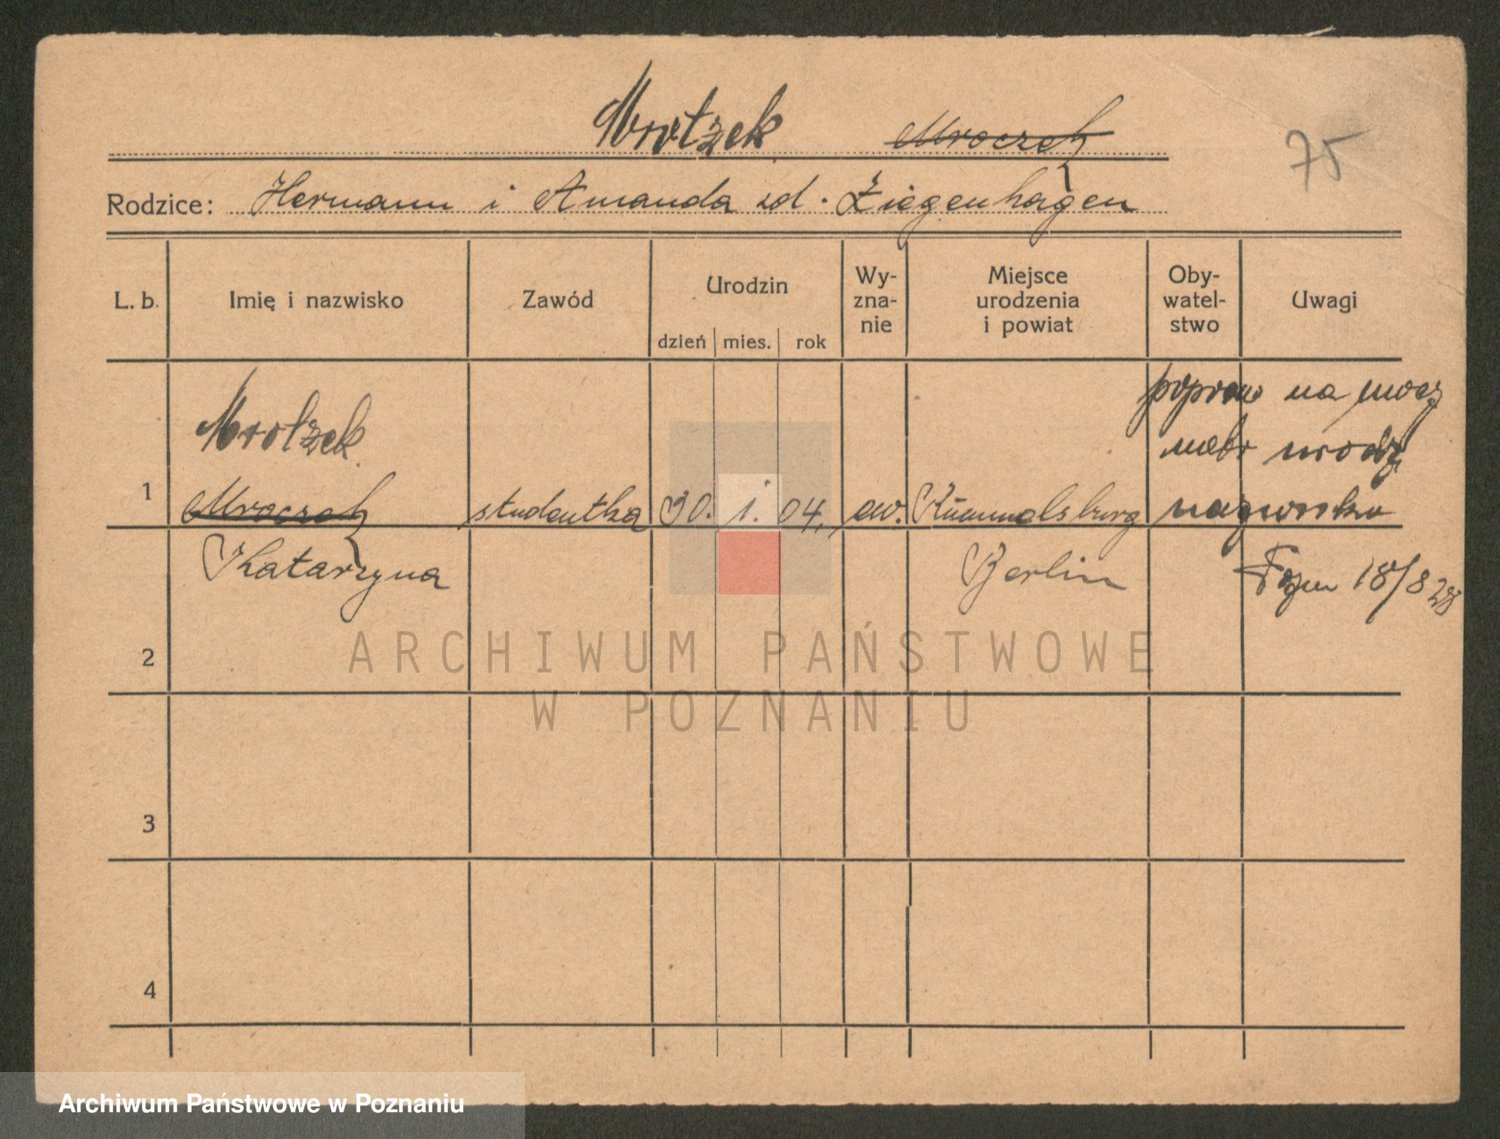 Mrotzek Mroczek
75
Rodzice: Hermann i Amanda zd. Ziegenhagen
L. b. Imię i nazwisko Zawód Urodzin Wy-zna-nie Miejsce urodzenia i powiat Oby-watel-stwo Uwagi
dzień mies. rok
popraw na mocy
Mrotzek
metr urodz
1 Mroczek studentka 30. i. 04. ew. Rummelsburg nazwisko
Katarzyna Berlin 18/8 28
2
ARCHIWUM PAŃSTWOWE
W POZNANIU
3
4
Archiwum Państwowe w Poznaniu